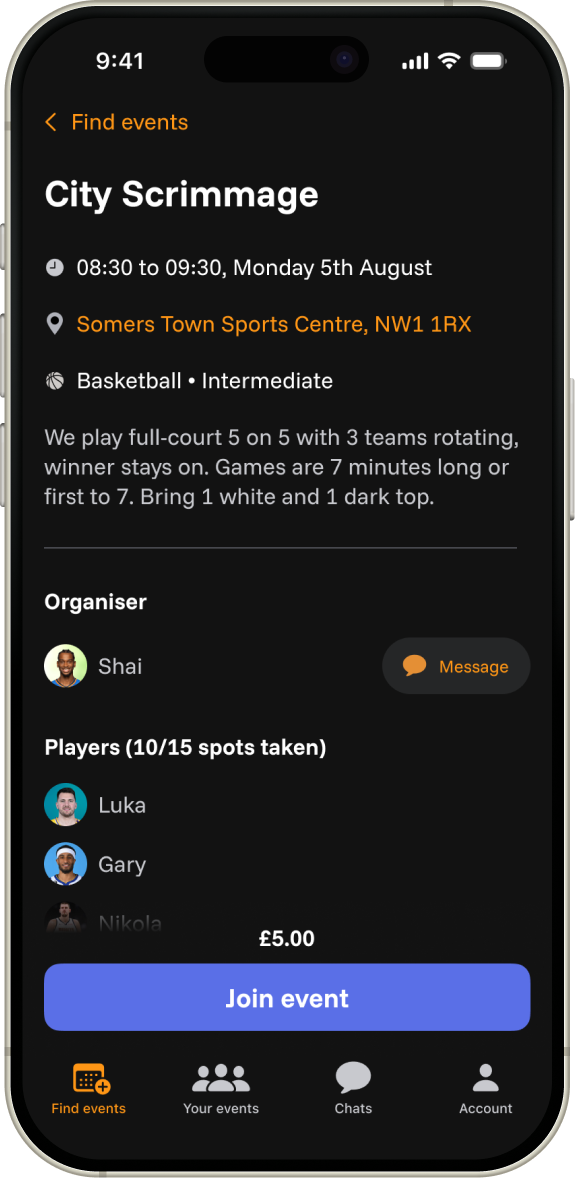 9:41
Find events
City Scrimmage
08:30 to 09:30, Monday 5th August
Somers Town Sports Centre, NW1 1RX
Basketball • Intermediate
We play full-court 5 on 5 with 3 teams rotating,
winner stays on. Games are 7 minutes long or
first to 7. Bring 1 white and 1 dark top.
Organiser
Shai
Message
Players (10/15 spots taken)
Luka
Gary
Nikola
£5.00
Join event
Find events
Your events
Chats
Account